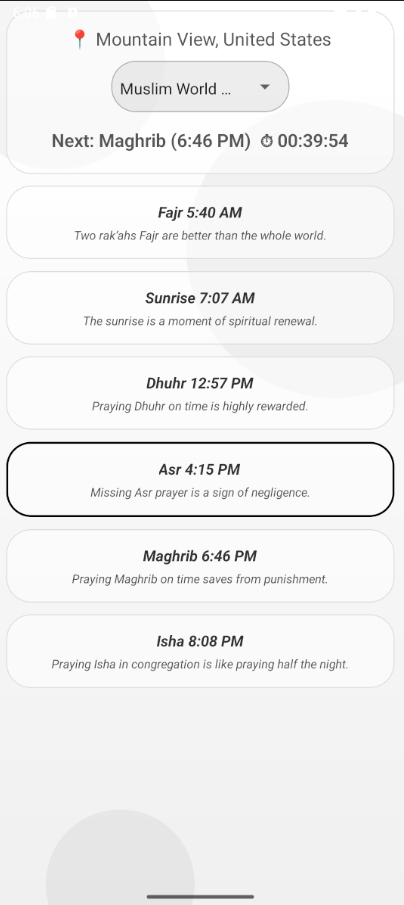 6:06
📍 Mountain View, United States
Muslim World ...
Next: Maghrib (6:46 PM) ⏱ 00:39:54
Fajr 5:40 AM
Two rak'ahs Fajr are better than the whole world.
Sunrise 7:07 AM
The sunrise is a moment of spiritual renewal.
Dhuhr 12:57 PM
Praying Dhuhr on time is highly rewarded.
Asr 4:15 PM
Missing Asr prayer is a sign of negligence.
Maghrib 6:46 PM
Praying Maghrib on time saves from punishment.
Isha 8:08 PM
Praying Isha in congregation is like praying half the night.